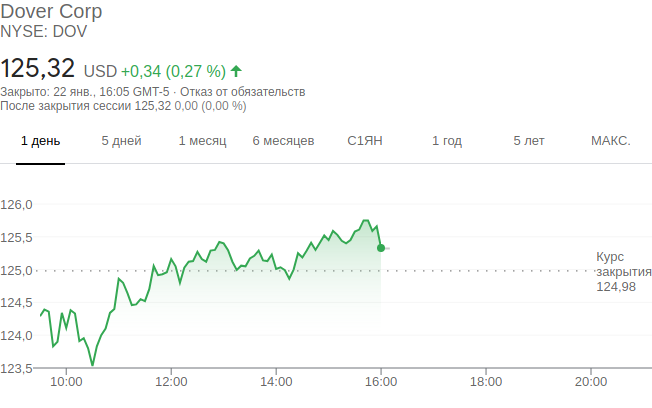 Dover Corp
NYSE: DOV
125,32 USD +0,34 (0,27 %)
Закрыто: 22 янв., 16:05 GMT-5 · Отказ от обязательств
После закрытия сессии 125,32 0,00 (0,00 %)
1 день 5 дней 1 месяц 6 месяцев С1ЯН 1 год 5 лет МАКС.
126,0
125,5
Курс
125,0 закрытия
124,98
124,5
124,0
123,5
10:00 12:00 14:00 16:00 18:00 20:00